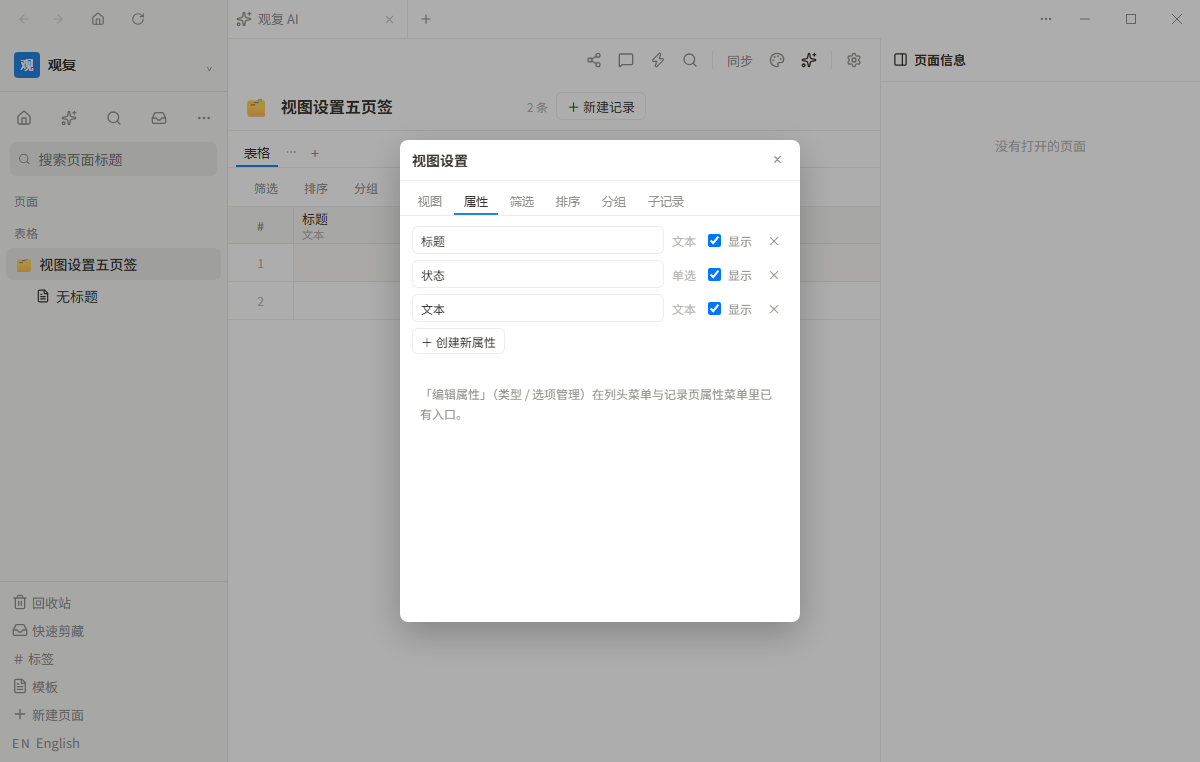 观复 AI
观 观复
搜索页面标题
页面
表格
视图设置五页签
无标题
回收站
快速剪藏
# 标签
模板
新建页面
EN English
同步
视图设置五页签
2 条
+ 新建记录
表格 ... +
筛选 排序 分组
# 标题
文本
1
2
视图设置
视图 属性 筛选 排序 分组 子记录
标题 文本 显示
状态 单选 显示
文本 文本 显示
+ 创建新属性
「编辑属性」（类型 / 选项管理）在列头菜单与记录页属性菜单里已
有入口。
页面信息
没有打开的页面